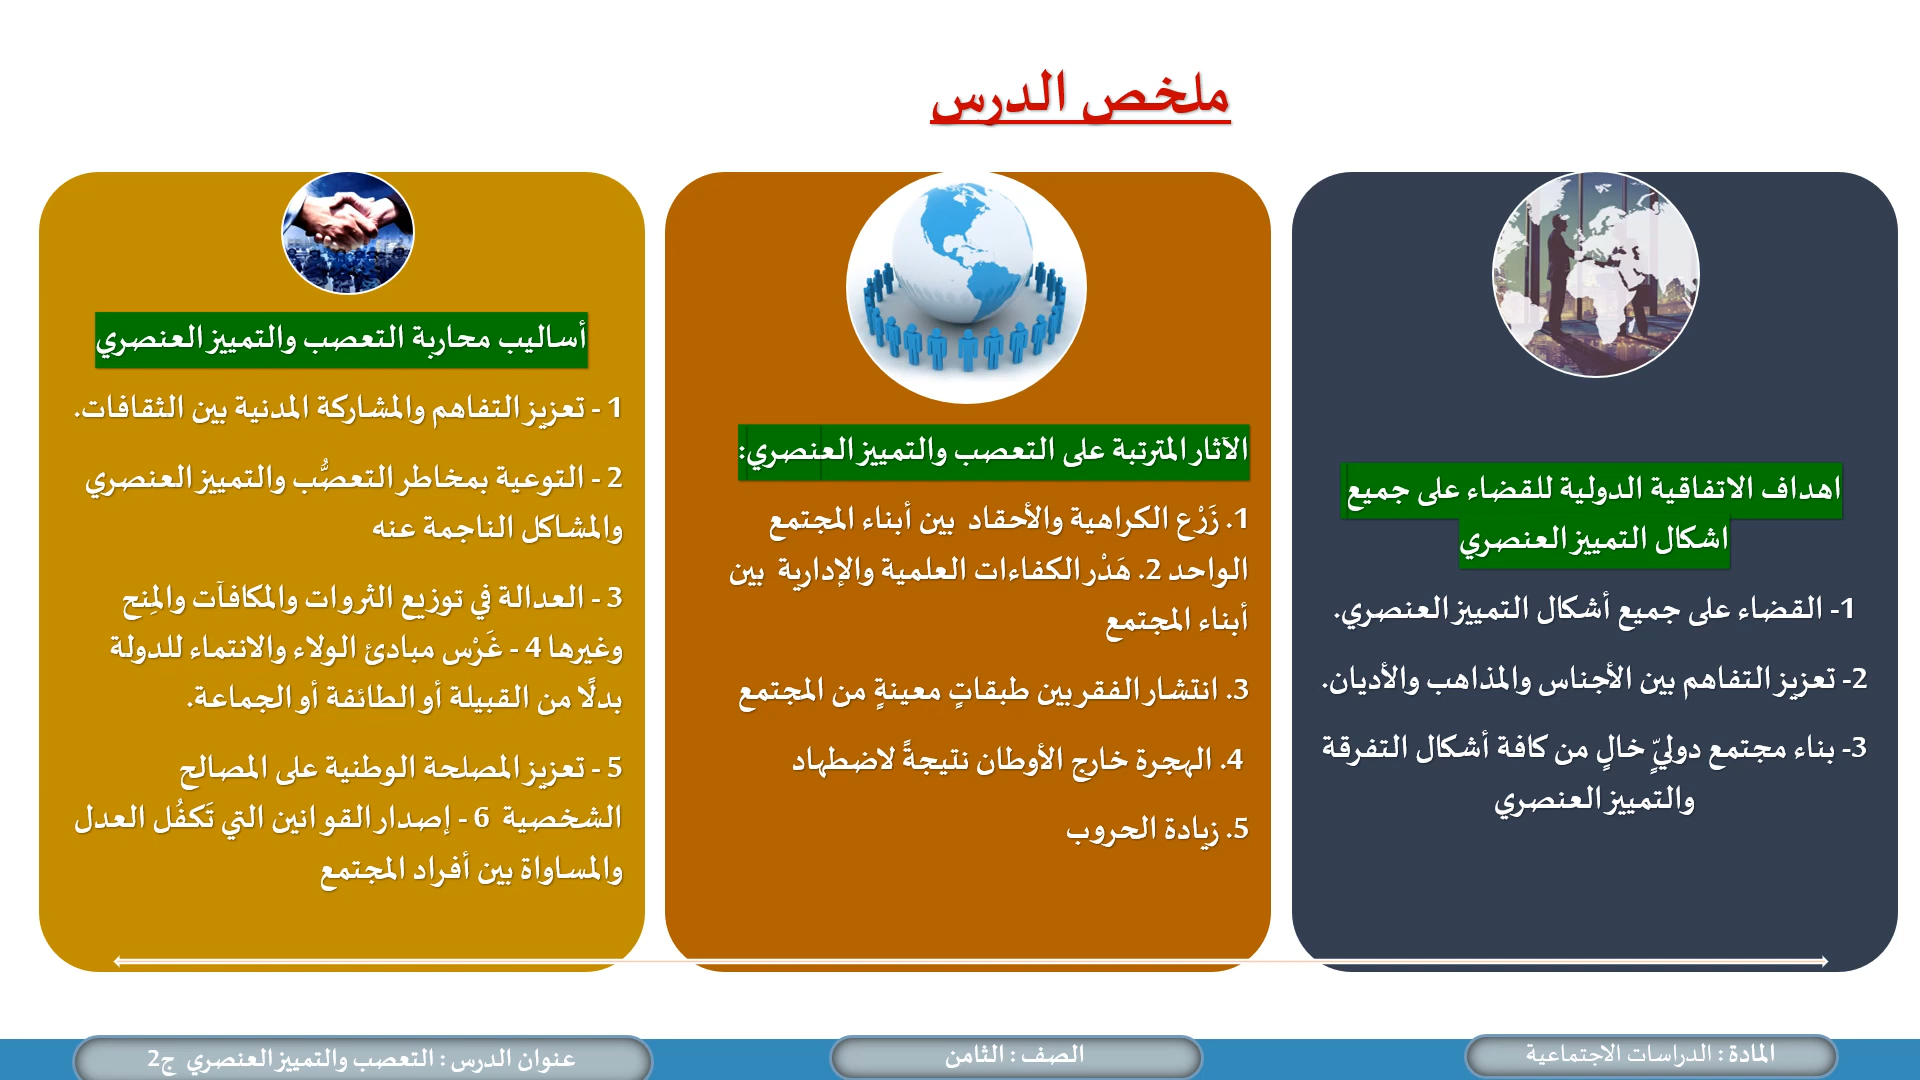 ملخص الدرس
اهداف الاتفاقية الدولية للقضاء على جميع
اشكال التمييز العنصري
1- القضاء على جميع أشكال التمييز العنصري.
2- تعزيز التفاهم بين الأجناس والمذاهب والأديان.
3- بناء مجتمع دوليٍّ خالٍ من كافة أشكال التفرقة
والتمييز العنصري
الآثار المترتبة على التعصب والتمييز العنصري:
1. زَرْع الكراهية والأحقاد بين أبناء المجتمع
الواحد 2. هَدْر الكفاءات العلمية والإدارية بين
أبناء المجتمع
3. انتشار الفقر بين طبقاتٍ معينةٍ من المجتمع
4. الهجرة خارج الأوطان نتيجةً لاضطهاد
5. زيادة الحروب
أساليب محاربة التعصب والتمييز العنصري
1 - تعزيز التفاهم والمشاركة المدنية بين الثقافات.
2 - التوعية بمخاطر التعصُّب والتمييز العنصري
والمشاكل الناجمة عنه
3 - العدالة في توزيع الثروات والمكافآت والمِنح
وغيرها 4 - غَرْس مبادئ الولاء والانتماء للدولة
بدلًا من القبيلة أو الطائفة أو الجماعة.
5 - تعزيز المصلحة الوطنية على المصالح
الشخصية 6 - إصدار القوانين التي تَكفُل العدل
والمساواة بين أفراد المجتمع
المادة : الدراسات الاجتماعية
الصف : الثامن
عنوان الدرس : التعصب والتمييز العنصري ج2